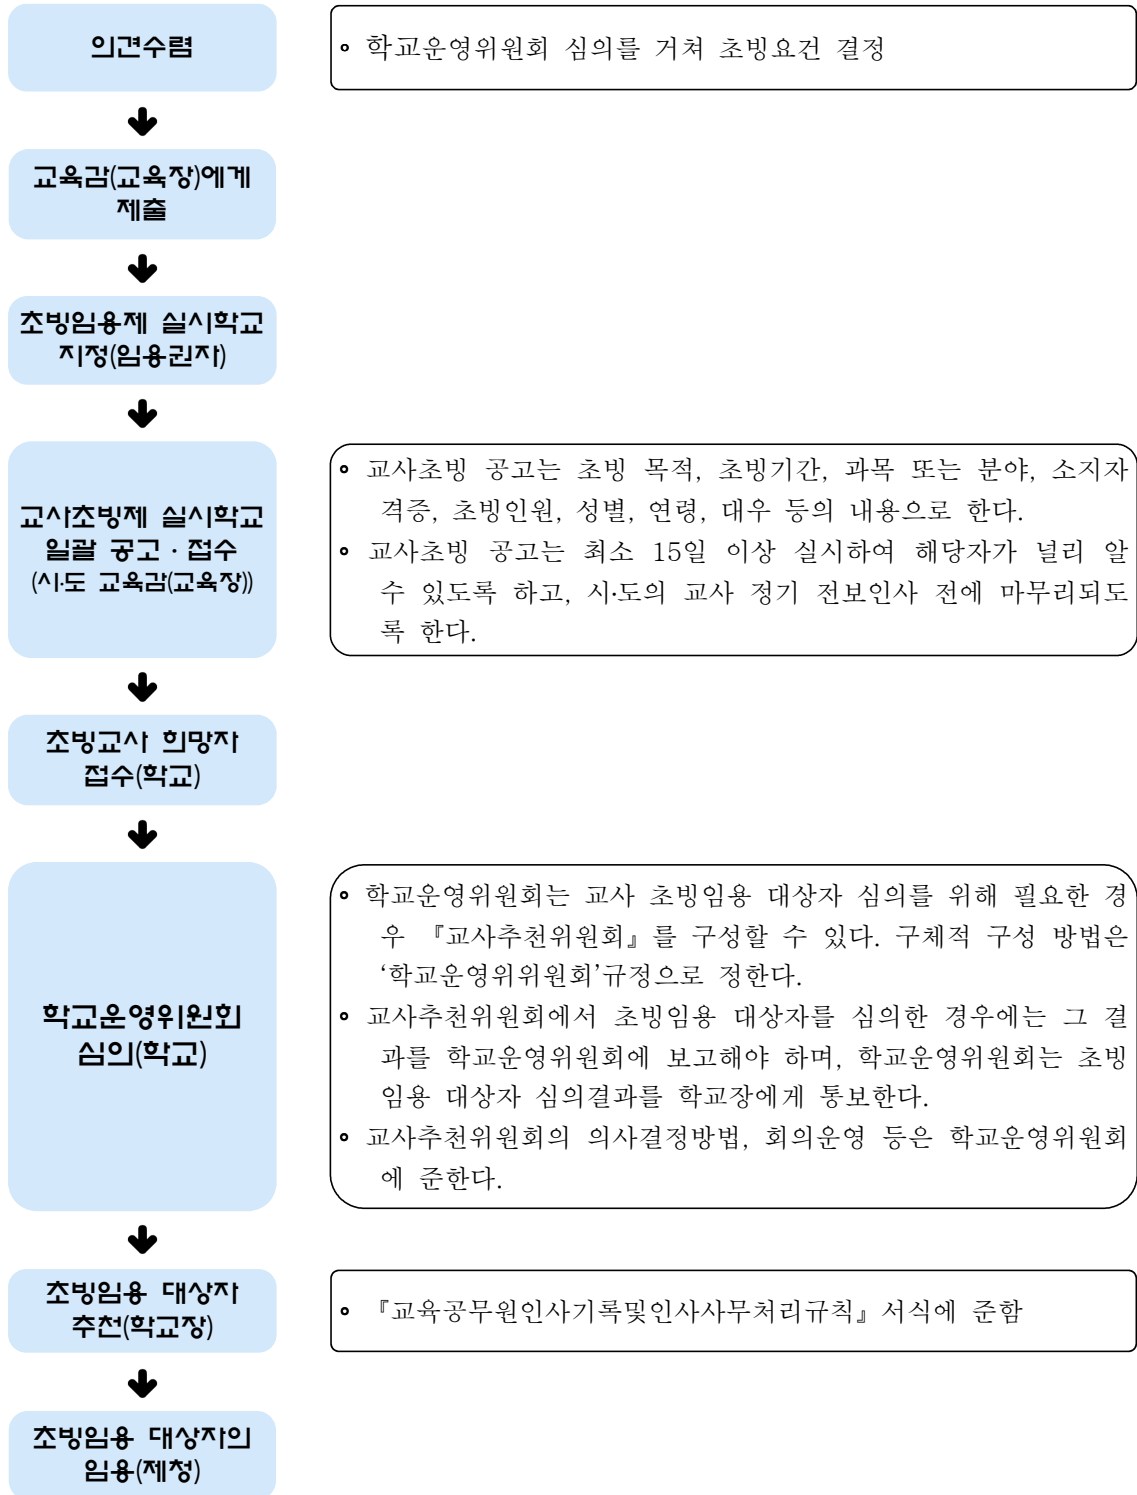 의견수렴
∘ 학교운영위원회 심의를 거쳐 초빙요건 결정
교육감(교육장)에게
제출
초빙임용제 실시학교
지정(임용권자)
교사초빙제 실시학교
일괄 공고 · 접수
(시·도 교육감(교육장))
∘ 교사초빙 공고는 초빙 목적, 초빙기간, 과목 또는 분야, 소지자
격증, 초빙인원, 성별, 연령, 대우 등의 내용으로 한다.
∘ 교사초빙 공고는 최소 15일 이상 실시하여 해당자가 널리 알
수 있도록 하고, 시·도의 교사 정기 전보인사 전에 마무리되도
록 한다.
초빙교사 희망자
접수(학교)
학교운영위원회
심의(학교)
∘ 학교운영위원회는 교사 초빙임용 대상자 심의를 위해 필요한 경
우 『교사추천위원회』를 구성할 수 있다. 구체적 구성 방법은
‘학교운영위위원회’규정으로 정한다.
∘ 교사추천위원회에서 초빙임용 대상자를 심의한 경우에는 그 결
과를 학교운영위원회에 보고해야 하며, 학교운영위원회는 초빙
임용 대상자 심의결과를 학교장에게 통보한다.
∘ 교사추천위원회의 의사결정방법, 회의운영 등은 학교운영위원회
에 준한다.
초빙임용 대상자
추천(학교장)
∘ 『교육공무원인사기록및인사사무처리규칙』서식에 준함
초빙임용 대상자의
임용(제청)